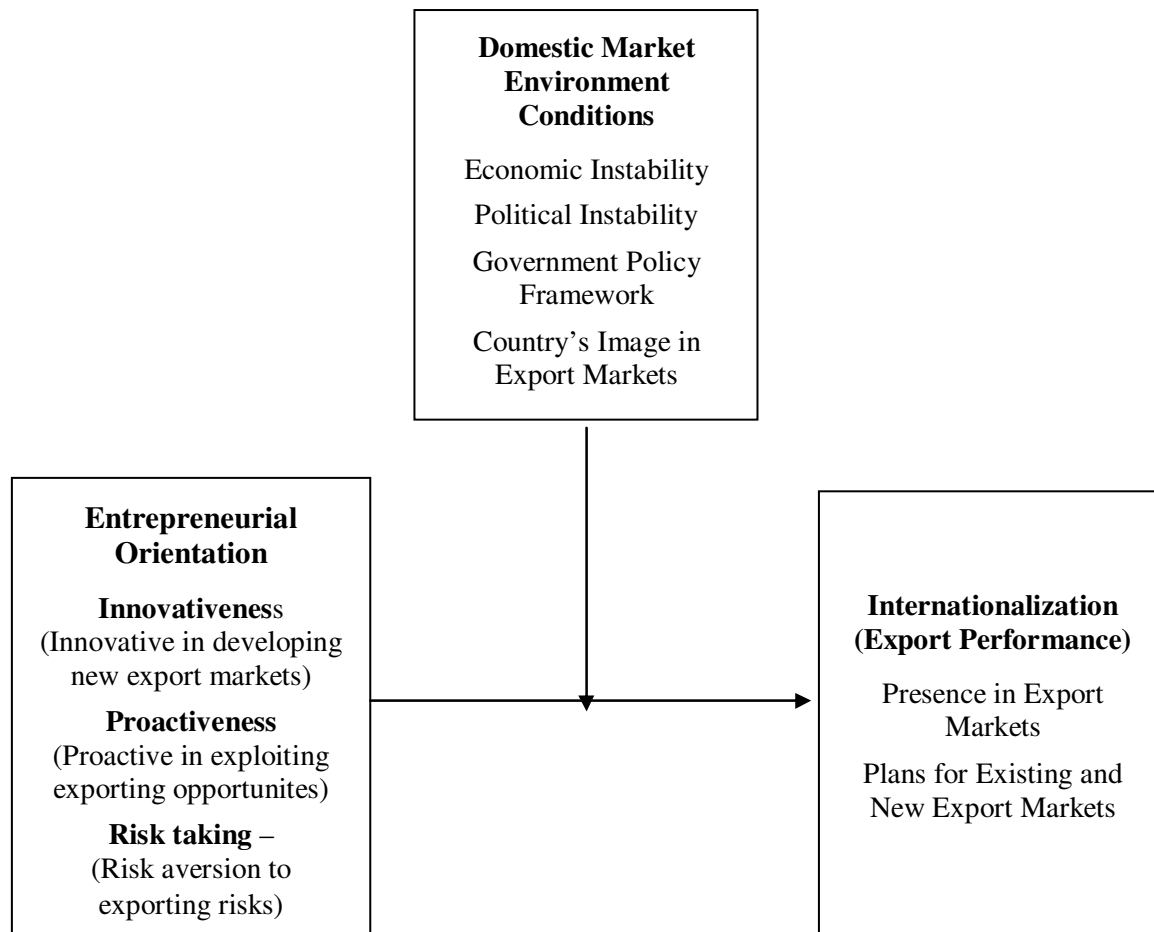 Domestic Market
Environment
Conditions
Economic Instability
Political Instability
Government Policy
Framework
Country’s Image in
Export Markets
Entrepreneurial
Orientation
Innovativeness
(Innovative in developing
new export markets)
Proactiveness
(Proactive in exploiting
exporting opportunites)
Risk taking –
(Risk aversion to
exporting risks)
Internationalization
(Export Performance)
Presence in Export
Markets
Plans for Existing and
New Export Markets